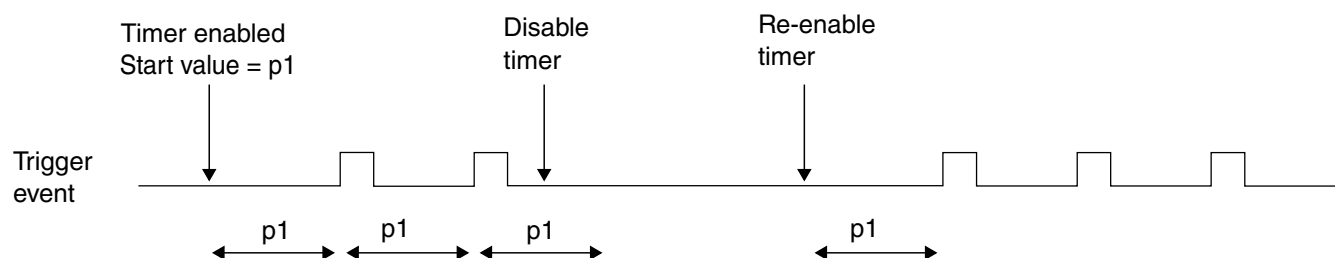 Timer enabled
Start value = p1
Disable
timer
Re-enable
timer
Trigger
event
p1
p1
p1
p1